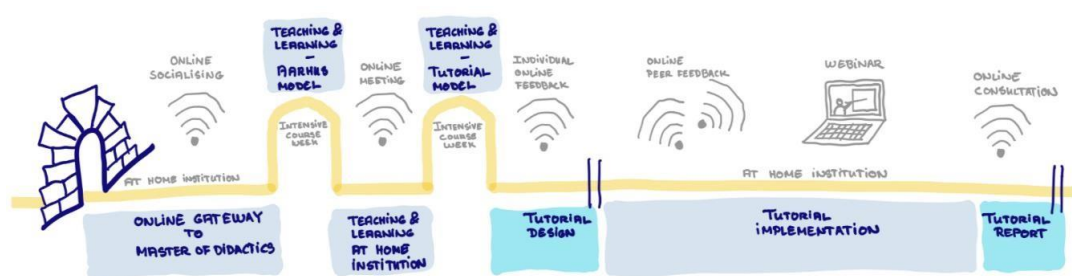 ONLINE
SOCIALISING
TEACHING &
LEARNING
–
AARHUS
MODEL
INTENSIVE
COURSE
WEEK
ONLINE
MEETING
TEACHING &
LEARNING
–
TUTORIAL
MODEL
INTENSIVE
COURSE
WEEK
INDIVIDUAL
ONLINE
FEEDBACK
ONLINE
PEER FEEDBACK
WEBINAR
ONLINE
CONSULTATION
AT HOME INSTITUTION
AT HOME INSTITUTION
ONLINE GATEWAY
TO
MASTER OF DIDACTICS
TEACHING &
LEARNING
AT HOME
INSTITUTION
TUTORIAL
DESIGN
TUTORIAL
IMPLEMENTATION
TUTORIAL
REPORT